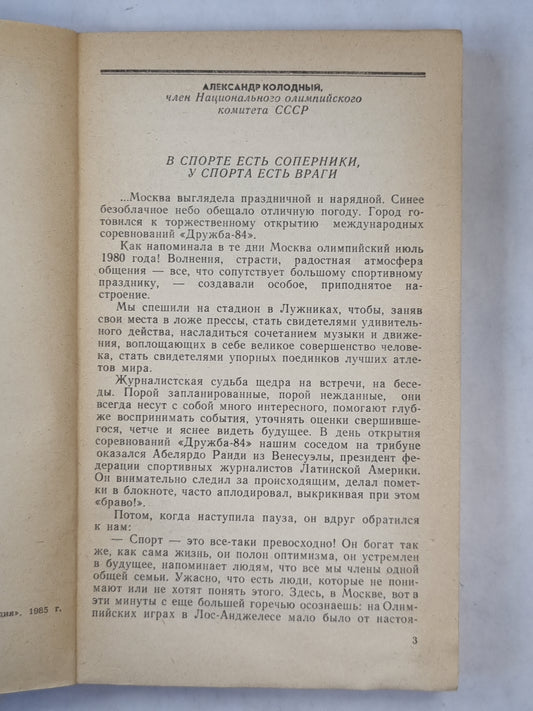 АЛЕКСАНДР КОЛОДНЫЙ,
член Национального олимпийского
комитета СССР
В СПОРТЕ ЕСТЬ СОПЕРНИКИ,
У СПОРТА ЕСТЬ ВРАГИ
...Москва выглядела праздничной и нарядной. Синее
безоблачное небо обещало отличную погоду. Город го-
товился к торжественному открытию международных
соревнований «Дружба-84».
Как напоминала в те дни Москва олимпийский июль
1980 года! Волнения, страсти, радостная атмосфера
общения — все, что сопутствует большому спортивному
празднику, — создавали особое, приподнятое на-
строение.
Мы спешили на стадион в Лужниках, чтобы, заняв
свои места в ложе прессы, стать свидетелями удивитель-
ного действа, насладиться сочетанием музыки и движе-
ния, воплощающих в себе великое совершенство челове-
ка, стать свидетелями упорных поединков лучших атле-
тов мира.
Журналистская судьба щедра на встречи, на бесе-
ды. Порой запланированные, порой нежданные, они
всегда несут с собой много интересного, помогают глуб-
же воспринимать события, уточнять оценки свершивше-
гося, четче и яснее видеть будущее. В день открытия
соревнований «Дружба-84» нашим соседом на трибуне
оказался Абелярдо Раиди из Венесуэлы, президент фе-
дерации спортивных журналистов Латинской Америки.
Он внимательно следил за происходящим, делал помет-
ки в блокноте, часто аплодировал, выкрикивая при этом
«браво!».
Потом, когда наступила пауза, он вдруг обратился
к нам:
— Спорт — это все-таки превосходно! Он богат так
же, как сама жизнь, он полон оптимизма, он устремлен
в будущее, напоминает людям, что все мы члены одной
общей семьи. Ужасно, что есть люди, которые не пони-
мают или не хотят понять этого. Здесь, в Москве, вот в
эти минуты с еще большей горечью осознаешь: на Олим-
пийских играх в Лос-Анджелесе мало было от настоя-
3
ция». 1985 г.